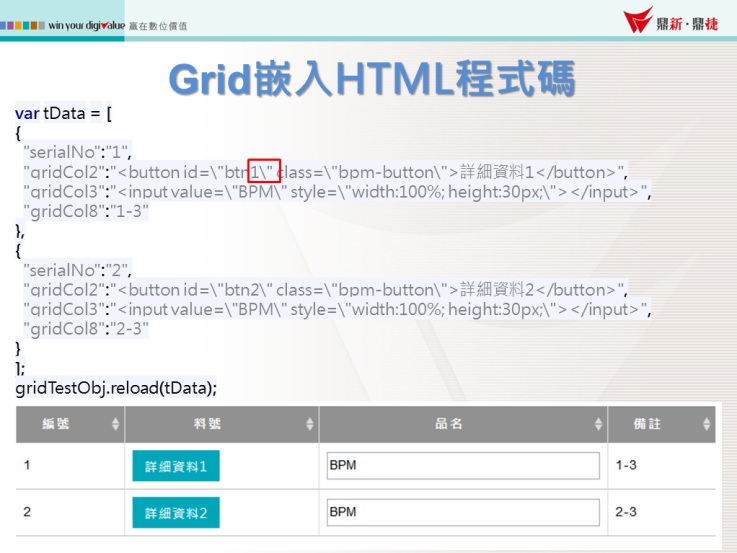 win your digivalue 贏在數位價值
鼎新·鼎捷
Grid嵌入HTML程式碼
var tData = [
{
"serialNo":"1",
"gridCol2":"<button id=\"btn1\" class=\"bpm-button\">詳細資料1</button>",
"gridCol3":"<input value=\"BPM\" style=\"width:100%; height:30px;\"></input>",
"gridCol8":"1-3"
},
{
"serialNo":"2",
"gridCol2":"<button id=\"btn2\" class=\"bpm-button\">詳細資料2</button>",
"gridCol3":"<input value=\"BPM\" style=\"width:100%; height:30px;\"></input>",
"gridCol8":"2-3"
}
];
gridTestObj.reload(tData);
編號 料號 品名 備註
1 詳細資料1 BPM 1-3
2 詳細資料2 BPM 2-3